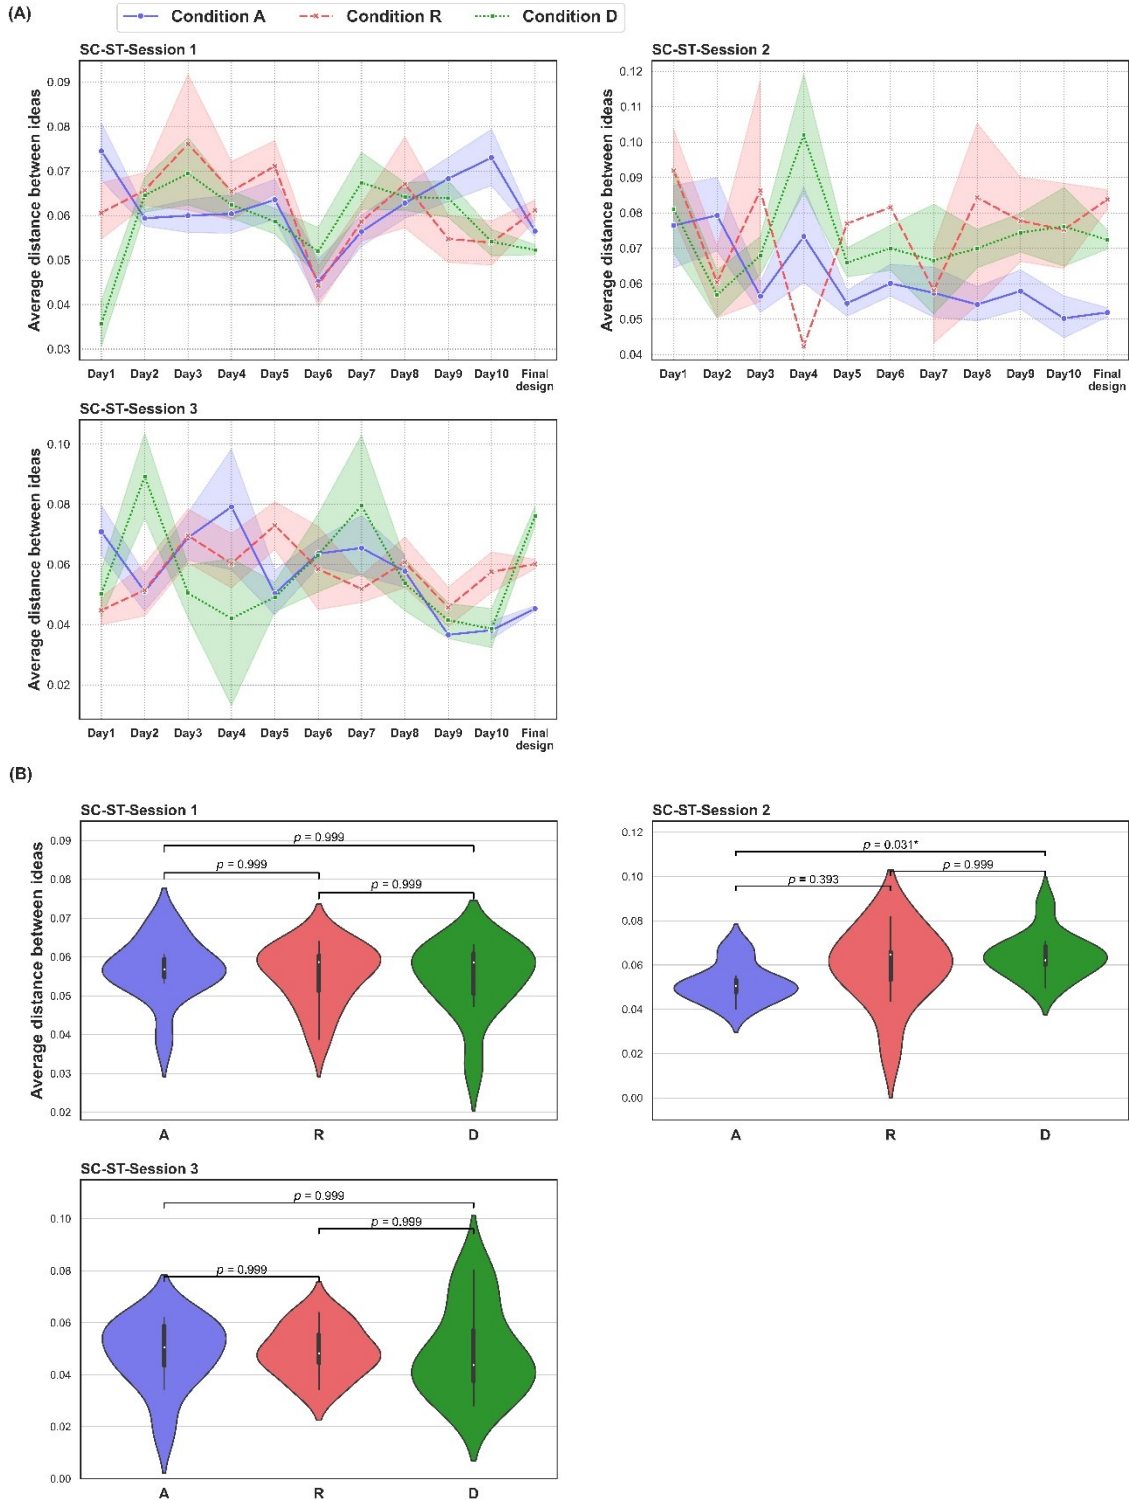 (A)
Condition A Condition R Condition D
SC-ST-Session 1
Average distance between ideas
0.09
0.08
0.07
0.06
0.05
0.04
0.03
Day1 Day2 Day3 Day4 Day5 Day6 Day7 Day8 Day9 Day10 Final
design
SC-ST-Session 2
Average distance between ideas
0.12
0.11
0.10
0.09
0.08
0.07
0.06
0.05
0.04
Day1 Day2 Day3 Day4 Day5 Day6 Day7 Day8 Day9 Day10 Final
design
SC-ST-Session 3
Average distance between ideas
0.10
0.08
0.06
0.04
0.02
Day1 Day2 Day3 Day4 Day5 Day6 Day7 Day8 Day9 Day10 Final
design
(B)
SC-ST-Session 1
Average distance between ideas
0.09
0.08
0.07
0.06
0.05
0.04
0.03
0.02
p = 0.999
p = 0.999
p = 0.999
A R D
SC-ST-Session 2
0.12
0.10
0.08
0.06
0.04
0.02
0.00
p = 0.031*
p = 0.999
p = 0.393
A R D
SC-ST-Session 3
0.10
0.08
0.06
0.04
0.02
0.00
p = 0.999
p = 0.999
p = 0.999
A R D